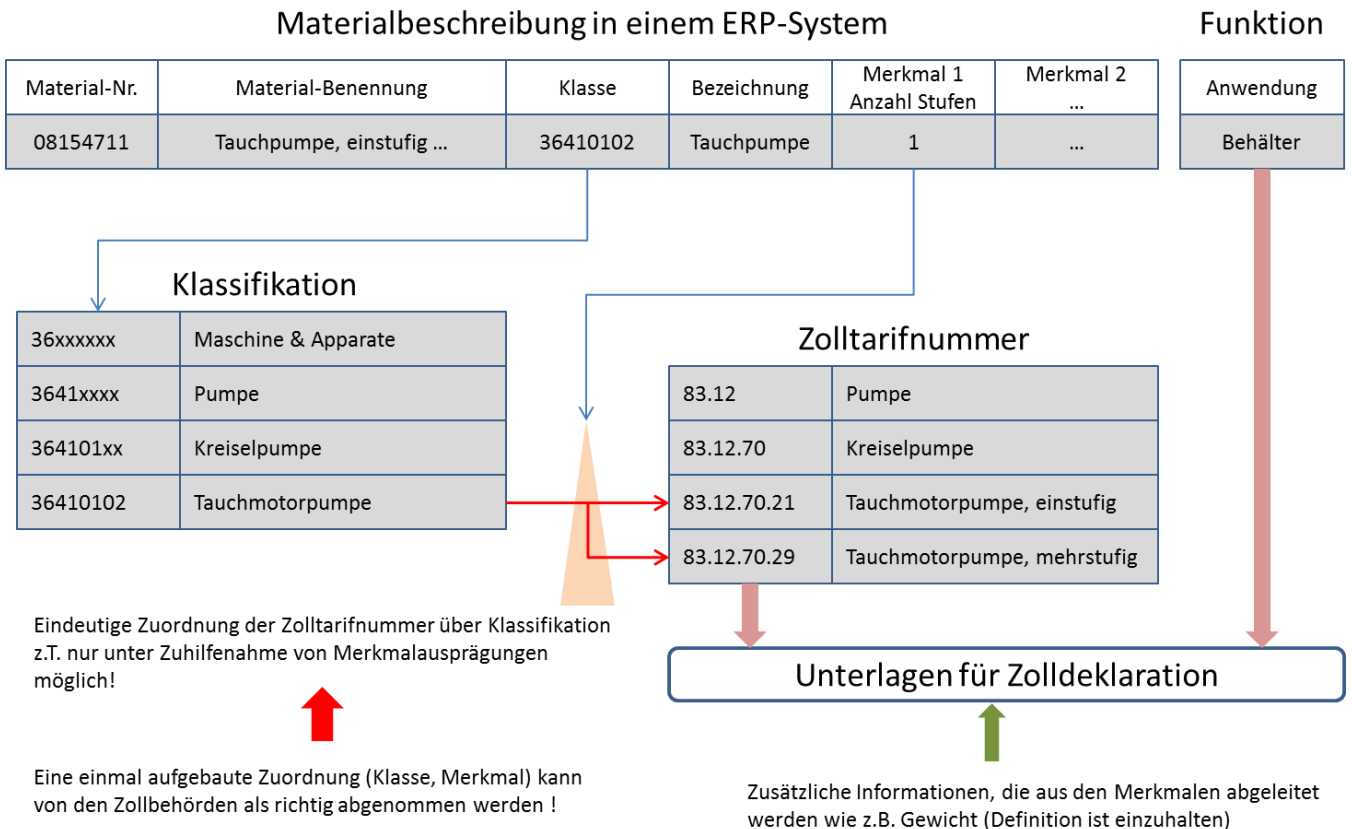 Materialbeschreibung in einem ERP-System
Funktion
Material-Nr.
Material-Benennung
Klasse
Bezeichnung
Merkmal 1
Anzahl Stufen
Merkmal 2
...
Anwendung
08154711
Tauchpumpe, einstufig ...
36410102
Tauchpumpe
1
...
Behälter
Klassifikation
36xxxxxx
Maschine & Apparate
3641xxxx
Pumpe
364101xx
Kreiselpumpe
36410102
Tauchmotorpumpe
Zolltarifnummer
83.12
Pumpe
83.12.70
Kreiselpumpe
83.12.70.21
Tauchmotorpumpe, einstufig
83.12.70.29
Tauchmotorpumpe, mehrstufig
Eindeutige Zuordnung der Zolltarifnummer über Klassifikation
z.T. nur unter Zuhilfenahme von Merkmalausprägungen
möglich!
Unterlagen für Zolldeklaration
Eine einmal aufgebaute Zuordnung (Klasse, Merkmal) kann
von den Zollbehörden als richtig abgenommen werden !
Zusätzliche Informationen, die aus den Merkmalen abgeleitet
werden wie z.B. Gewicht (Definition ist einzuhalten)